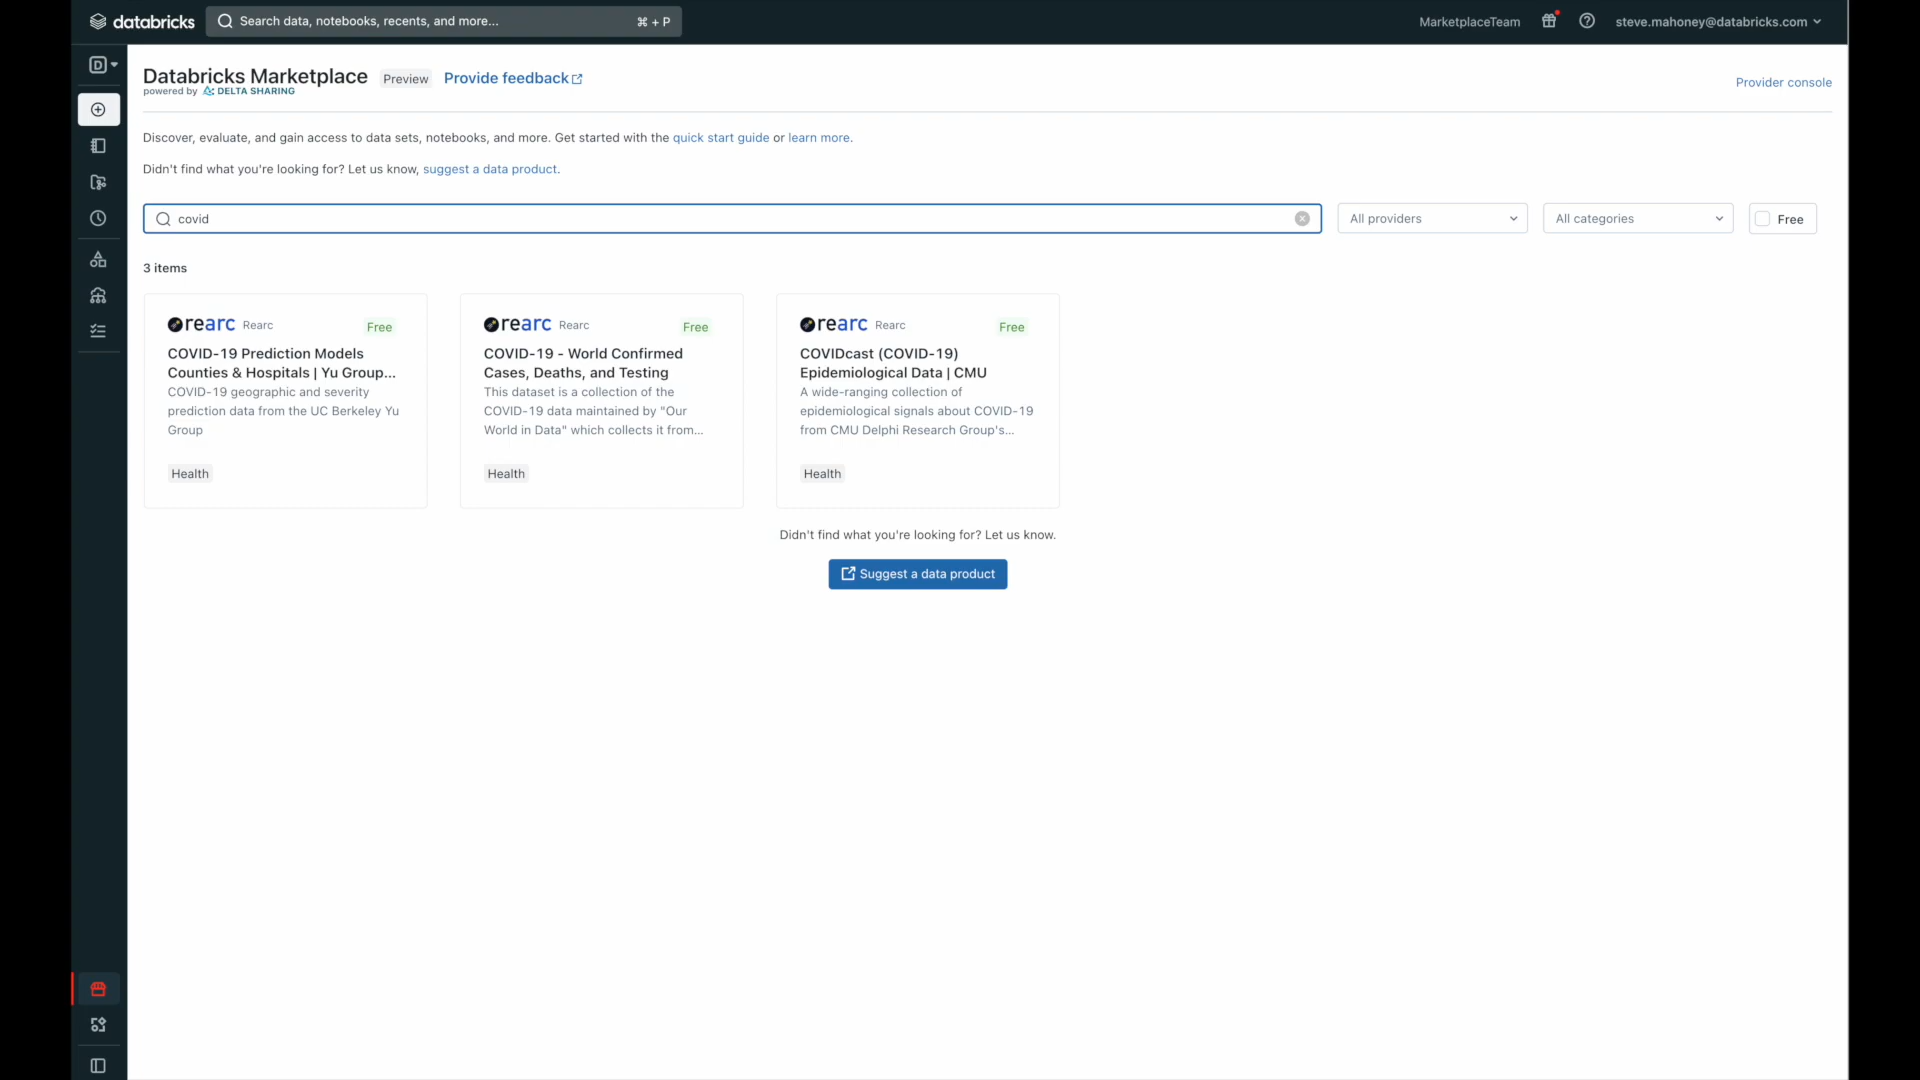 databricks
Search data, notebooks, recents, and more...
⌘ + P
MarketplaceTeam
steve.mahoney@databricks.com
D
Databricks Marketplace
Preview
Provide feedback
powered by DELTA SHARING
Provider console
Discover, evaluate, and gain access to data sets, notebooks, and more. Get started with the quick start guide or learn more.
Didn't find what you're looking for? Let us know, suggest a data product.
covid
All providers
All categories
Free
3 items
rearc Rearc
Free
COVID-19 Prediction Models
Counties & Hospitals | Yu Group...
COVID-19 geographic and severity
prediction data from the UC Berkeley Yu
Group
Health
rearc Rearc
Free
COVID-19 - World Confirmed
Cases, Deaths, and Testing
This dataset is a collection of the
COVID-19 data maintained by "Our
World in Data" which collects it from...
Health
rearc Rearc
Free
COVIDcast (COVID-19)
Epidemiological Data | CMU
A wide-ranging collection of
epidemiological signals about COVID-19
from CMU Delphi Research Group's...
Health
Didn't find what you're looking for? Let us know.
Suggest a data product